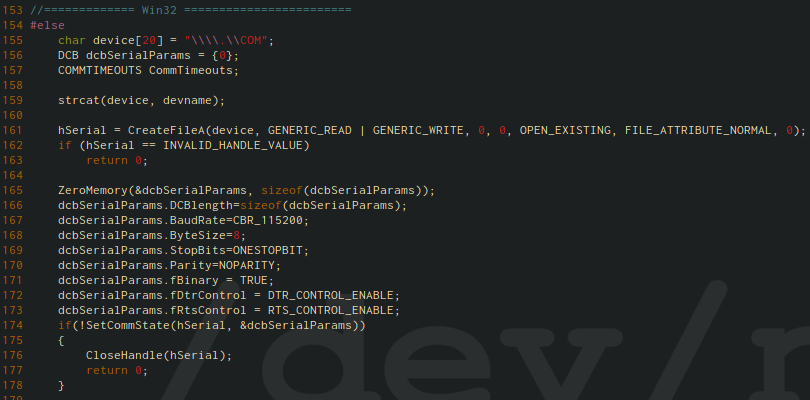 153 //============= Win32 ========================
154 #else
155     char device[20] = "\\\\.\\COM";
156     DCB dcbSerialParams = {0};
157     COMMTIMEOUTS CommTimeouts;
158
159     strcat(device, devname);
160
161     hSerial = CreateFileA(device, GENERIC_READ | GENERIC_WRITE, 0, 0, OPEN_EXISTING, FILE_ATTRIBUTE_NORMAL, 0);
162     if (hSerial == INVALID_HANDLE_VALUE)
163         return 0;
164
165     ZeroMemory(&dcbSerialParams, sizeof(dcbSerialParams));
166     dcbSerialParams.DCBlength=sizeof(dcbSerialParams);
167     dcbSerialParams.BaudRate=CBR_115200;
168     dcbSerialParams.ByteSize=8;
169     dcbSerialParams.StopBits=ONESTOPBIT;
170     dcbSerialParams.Parity=NOPARITY;
171     dcbSerialParams.fBinary = TRUE;
172     dcbSerialParams.fDtrControl = DTR_CONTROL_ENABLE;
173     dcbSerialParams.fRtsControl = RTS_CONTROL_ENABLE;
174     if(!SetCommState(hSerial, &dcbSerialParams))
175     {
176         CloseHandle(hSerial);
177         return 0;
178     }
179
/dev/